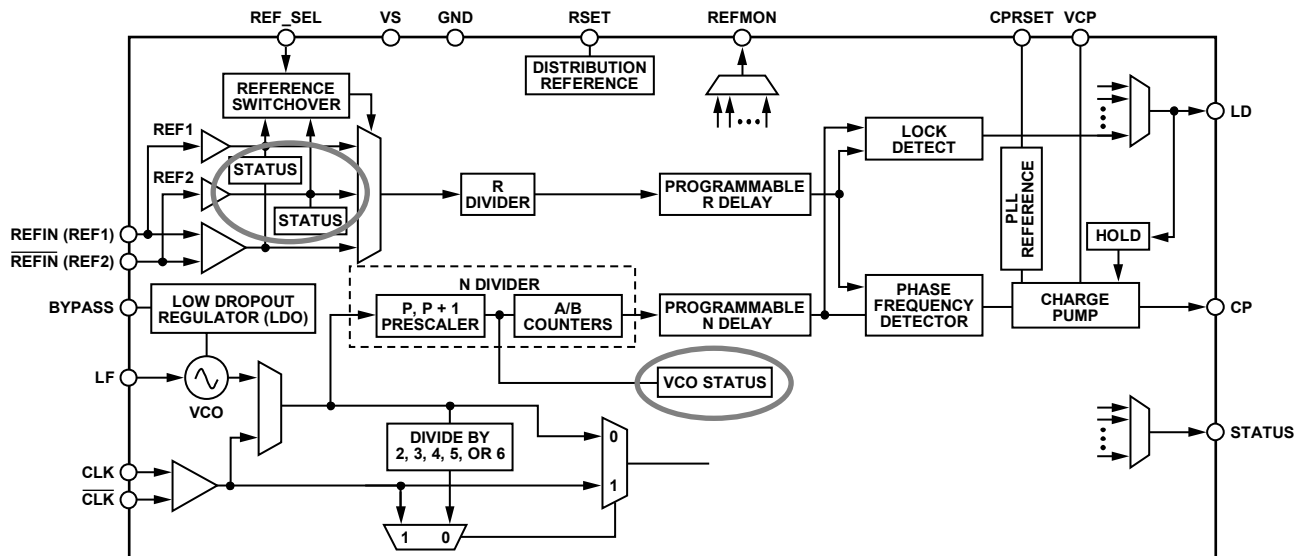 REF_SEL
VS
GND
RSET
REFMON
CPRSET
VCP
DISTRIBUTION
REFERENCE
REFERENCE
SWITCHOVER
REF1
STATUS
REF2
STATUS
R
DIVIDER
PROGRAMMABLE
R DELAY
LOCK
DETECT
LD
PLL
REFERENCE
HOLD
REFIN (REF1)
REFIN (REF2)
BYPASS
LOW DROPOUT
REGULATOR (LDO)
N DIVIDER
P, P + 1
PRESCALER
A/B
COUNTERS
PROGRAMMABLE
N DELAY
PHASE
FREQUENCY
DETECTOR
CHARGE
PUMP
CP
LF
VCO
VCO STATUS
DIVIDE BY
2, 3, 4, 5, OR 6
0
1
STATUS
CLK
CLK
1 0